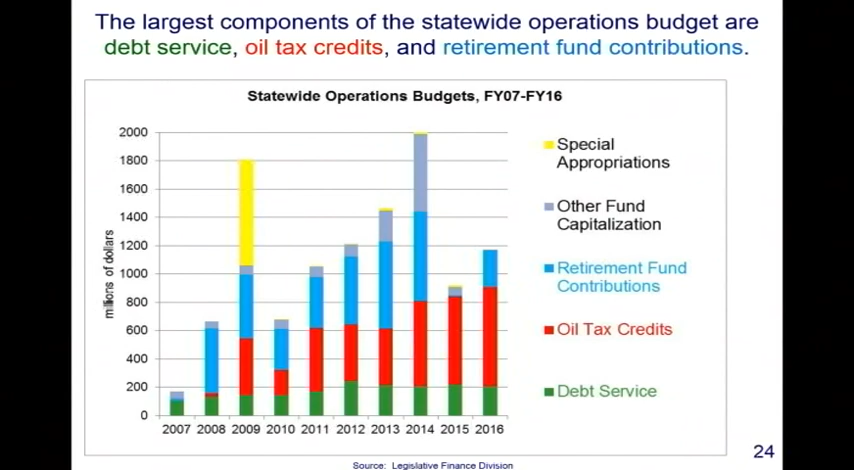 The largest components of the statewide operations budget are
debt service, oil tax credits, and retirement fund contributions.
Statewide Operations Budgets, FY07-FY16
millions of dollars
2000
1800
1600
1400
1200
1000
800
600
400
200
0
2007 2008 2009 2010 2011 2012 2013 2014 2015 2016
Special
Appropriations
Other Fund
Capitalization
Retirement Fund
Contributions
Oil Tax Credits
Debt Service
24
Source: Legislative Finance Division